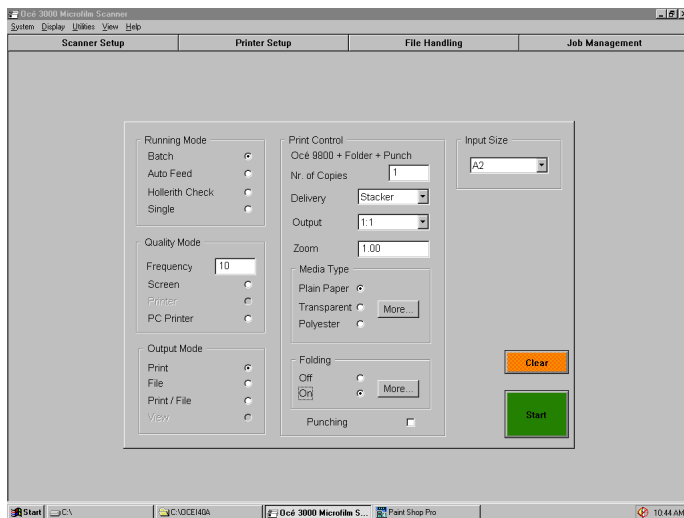 Océ 3000 Microfilm Scanner
System Display Utilities View Help
Scanner Setup Printer Setup File Handling Job Management
Running Mode
Batch
Auto Feed
Hollerith Check
Single
Quality Mode
Frequency 10
Screen
Printer
PC Printer
Output Mode
Print
File
Print / File
View
Print Control
Océ 9800 + Folder + Punch
Nr. of Copies 1
Delivery Stacker
Output 1:1
Zoom 1.00
Media Type
Plain Paper
Transparent
Polyester
More...
Folding
Off
On
More...
Punching
Input Size
A2
Clear
Start
Start C:\ C:\OCEI40A Océ 3000 Microfilm S... Paint Shop Pro 10:44 AM